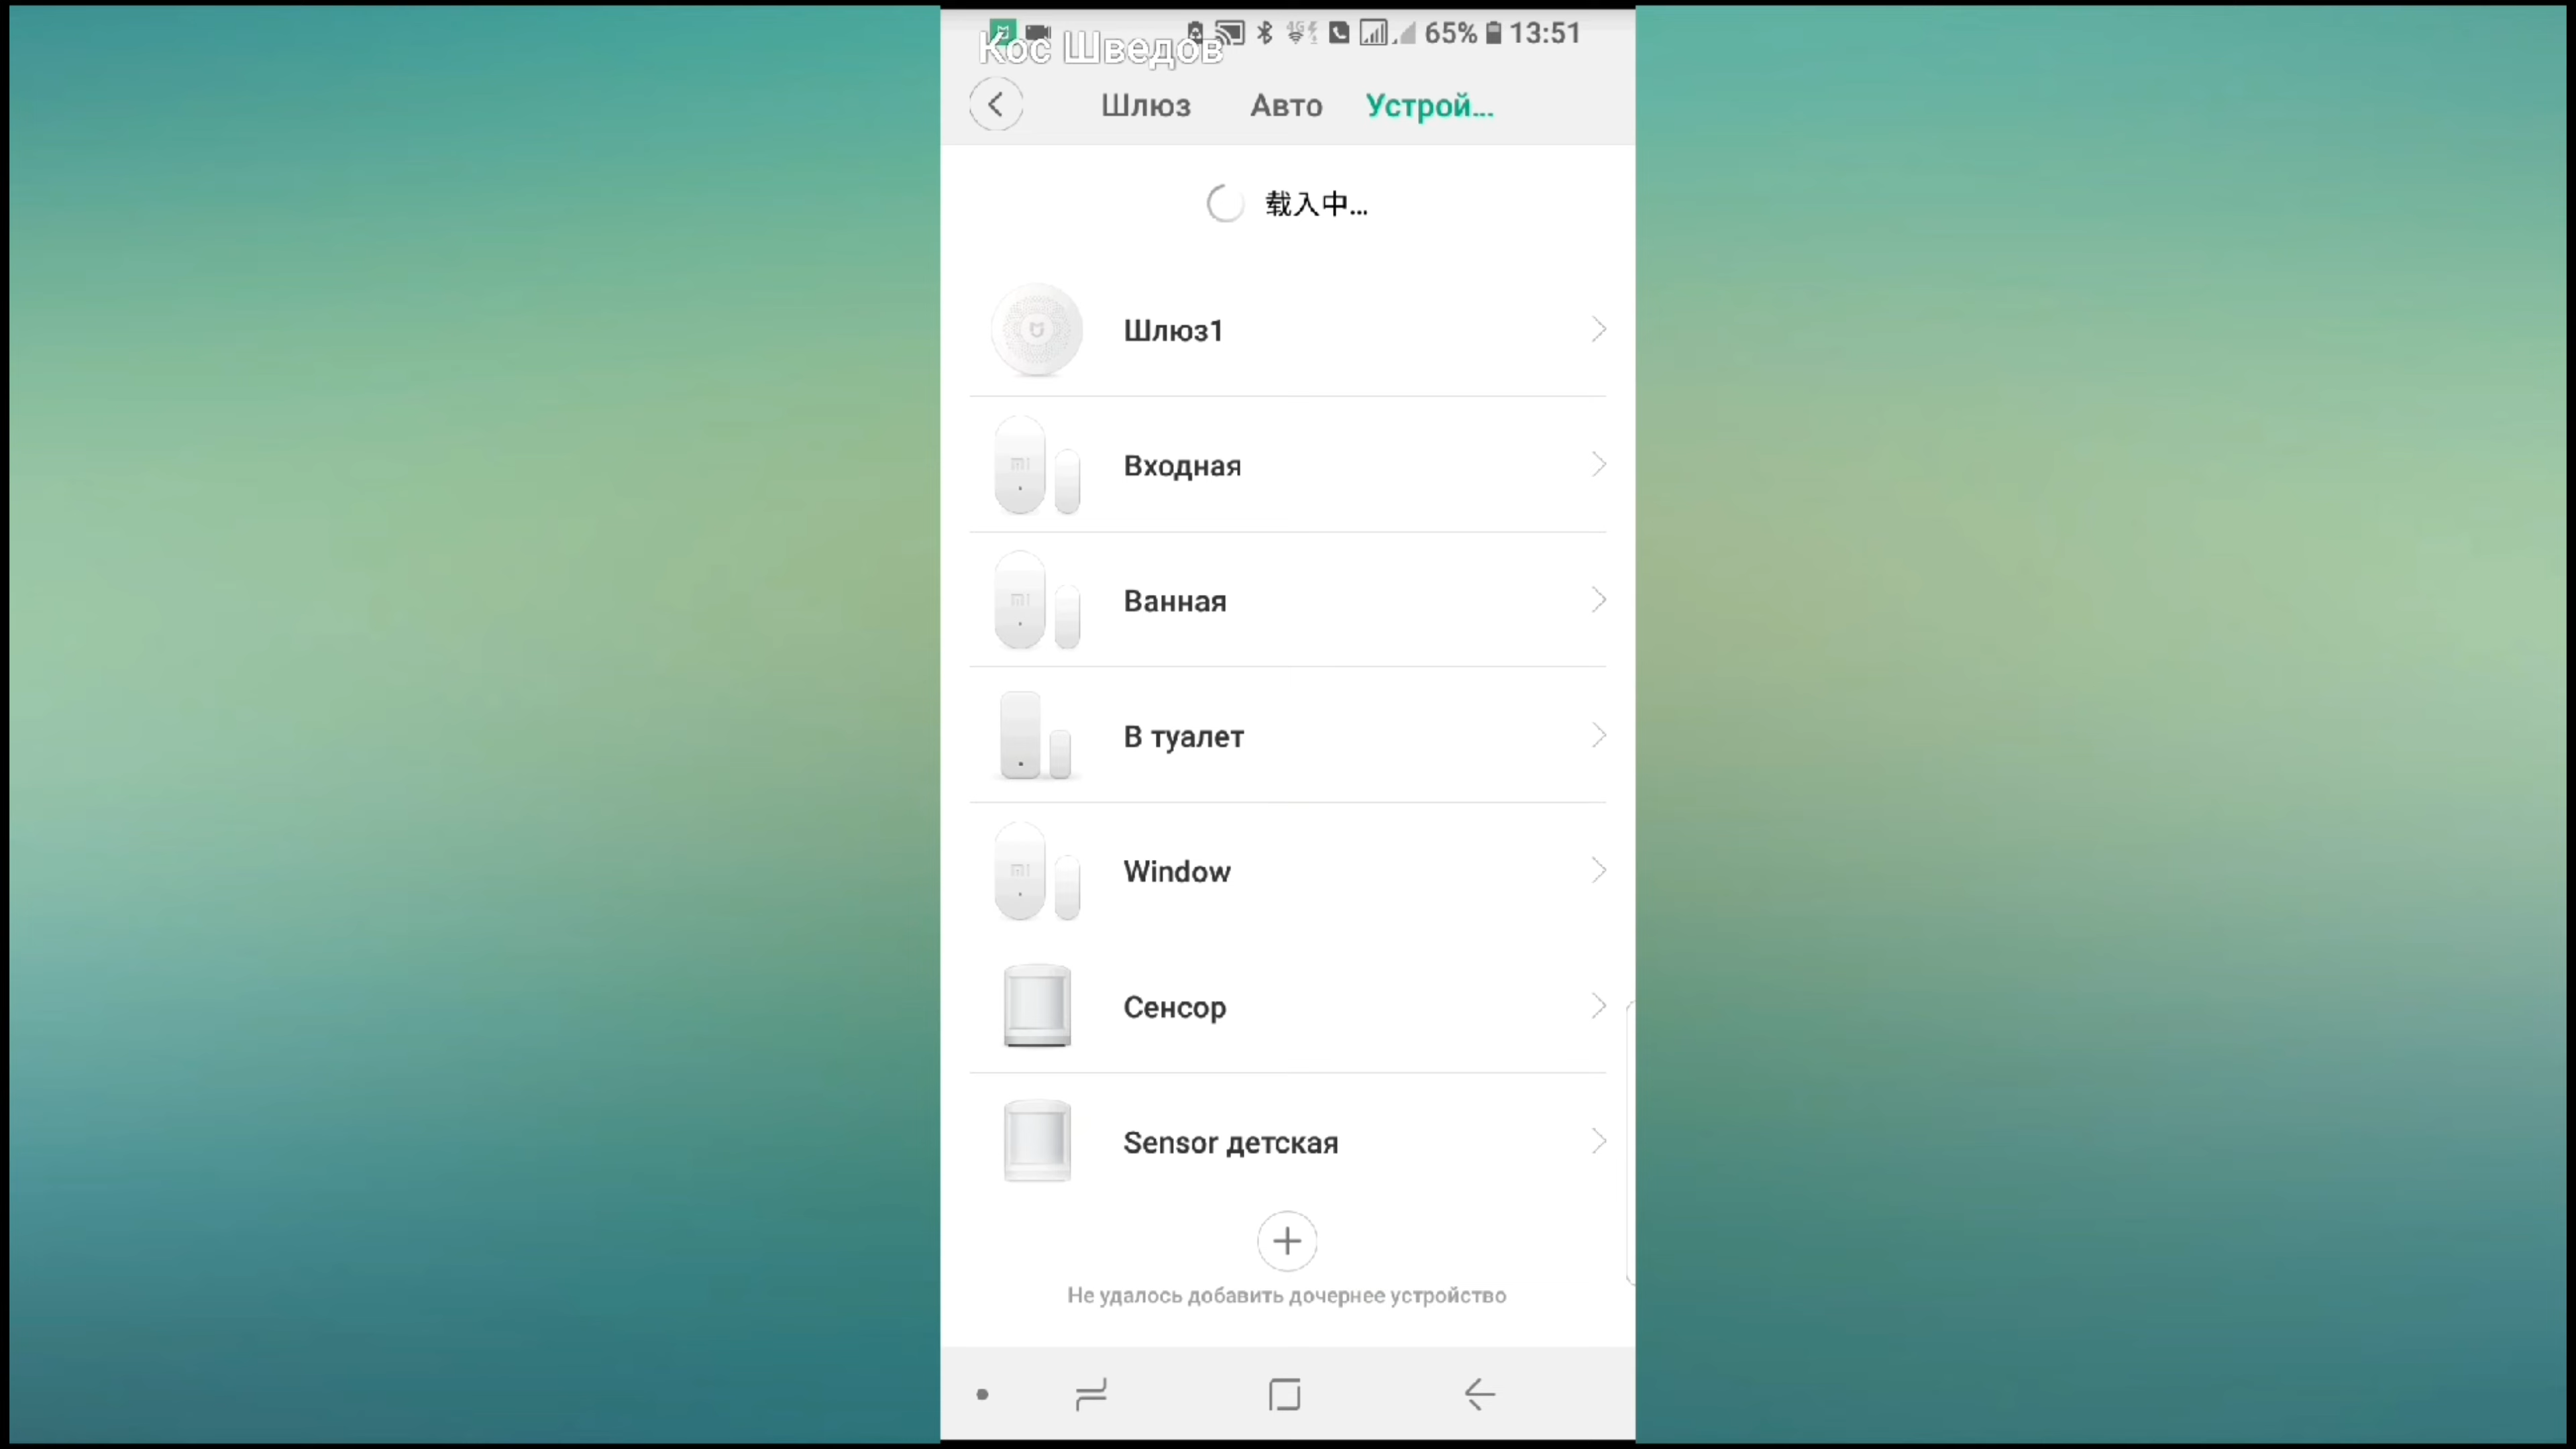 65% 13:51
Кос Шведов
Шлюз Авто Устрой...
载入中...
Шлюз1
Входная
Ванная
В туалет
Window
Сенсор
Sensor детская
Не удалось добавить дочернее устройство